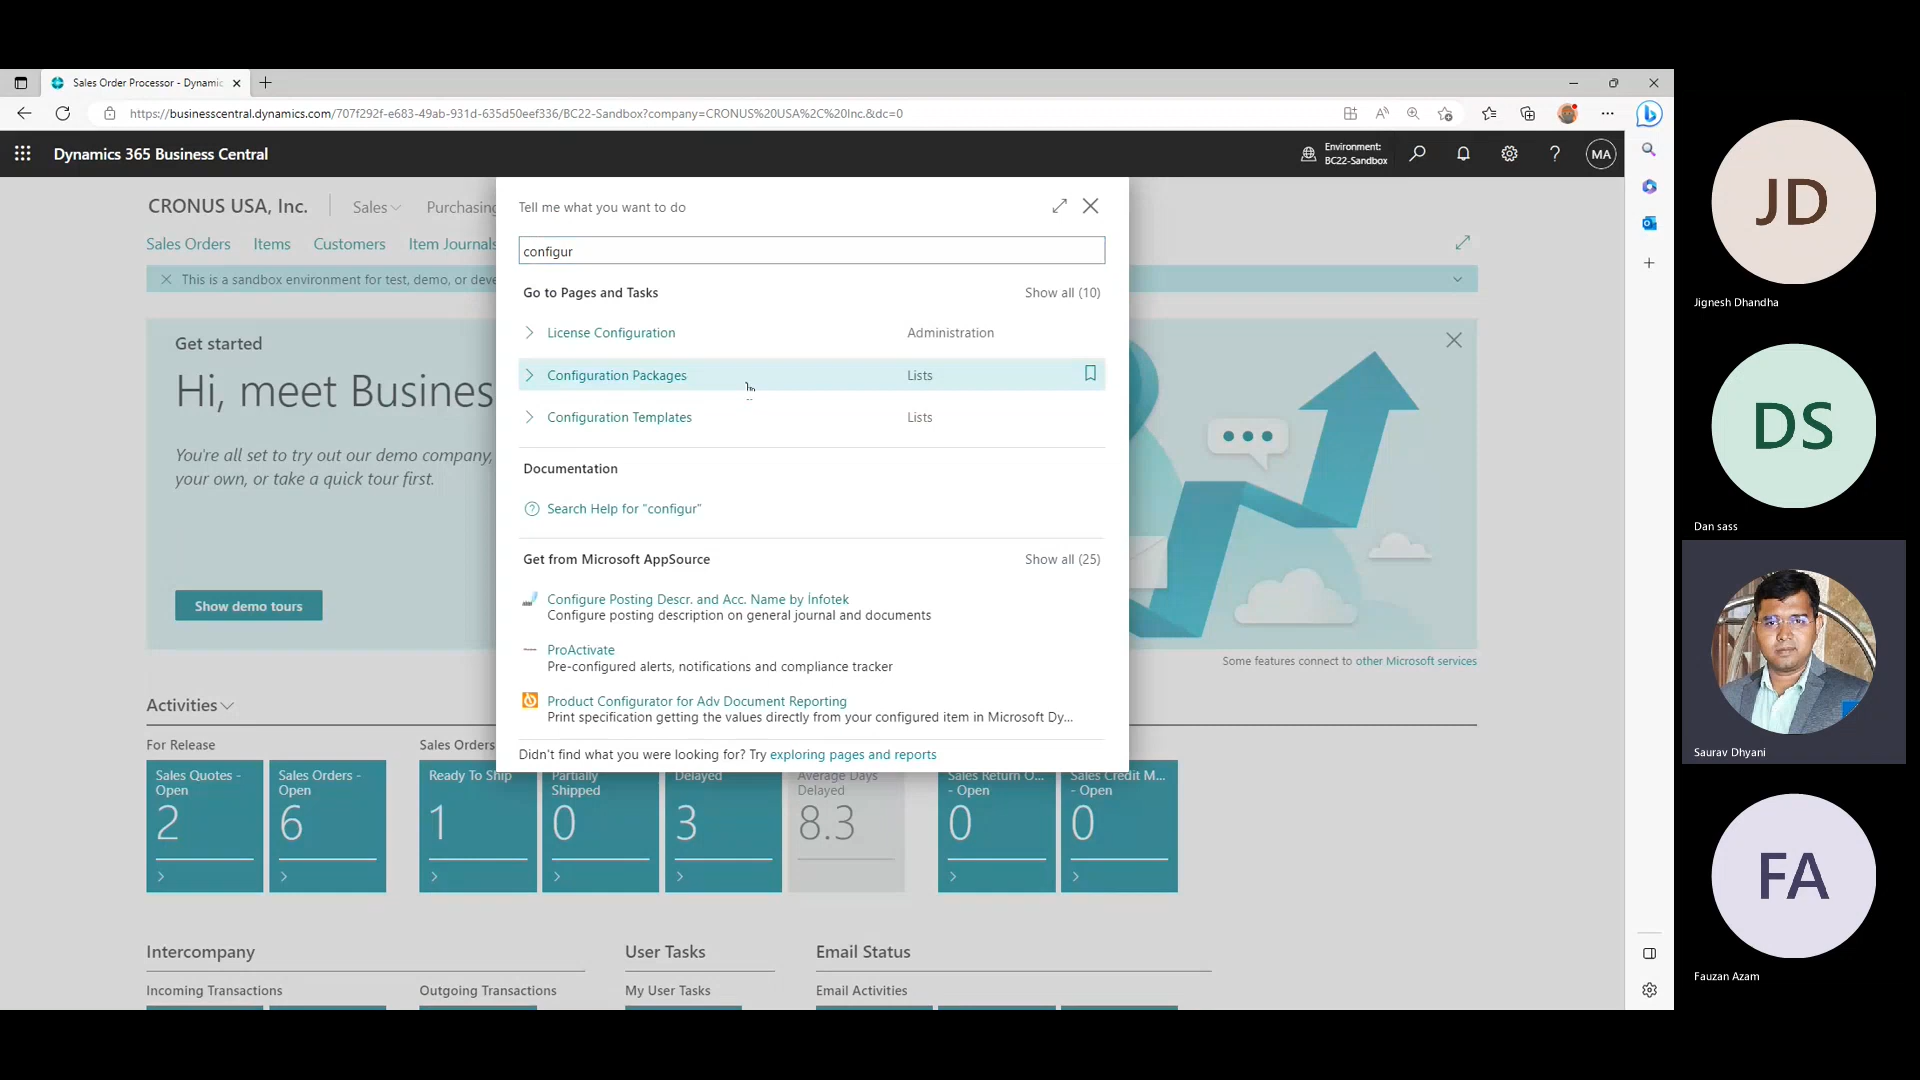 Sales Order Processor - Dynamic
https://businesscentral.dynamics.com/707f292f-e683-49ab-931d-635d50eef336/BC22-Sandbox?company=CRONUS%20USA%2C%20Inc.&dc=0
Dynamics 365 Business Central
Environment:
BC22-Sandbox
?
MA
CRONUS USA, Inc.
Sales
Purchasing
Sales Orders
Items
Customers
Item Journals
This is a sandbox environment for test, demo, or deve
Get started
Hi, meet Business
You're all set to try out our demo company,
your own, or take a quick tour first.
Show demo tours
Some features connect to other Microsoft services
Tell me what you want to do
configur
Go to Pages and Tasks
Show all (10)
License Configuration
Administration
Configuration Packages
Lists
Configuration Templates
Lists
Documentation
Search Help for "configur"
Get from Microsoft AppSource
Show all (25)
Configure Posting Descr. and Acc. Name by İnfotek
Configure posting description on general journal and documents
ProActivate
Pre-configured alerts, notifications and compliance tracker
Product Configurator for Adv Document Reporting
Print specification getting the values directly from your configured item in Microsoft Dy...
Didn't find what you were looking for? Try exploring pages and reports
Activities
For Release
Sales Orders
Sales Quotes -
Open
2
Sales Orders -
Open
6
Ready To Ship
1
Partially
Shipped
0
Delayed
3
Average Days
Delayed
8.3
Sales Return O...
- Open
0
Sales Credit M...
- Open
0
Intercompany
User Tasks
Email Status
Incoming Transactions
Outgoing Transactions
My User Tasks
Email Activities
JD
Jignesh Dhandha
DS
Dan sass
Saurav Dhyani
FA
Fauzan Azam